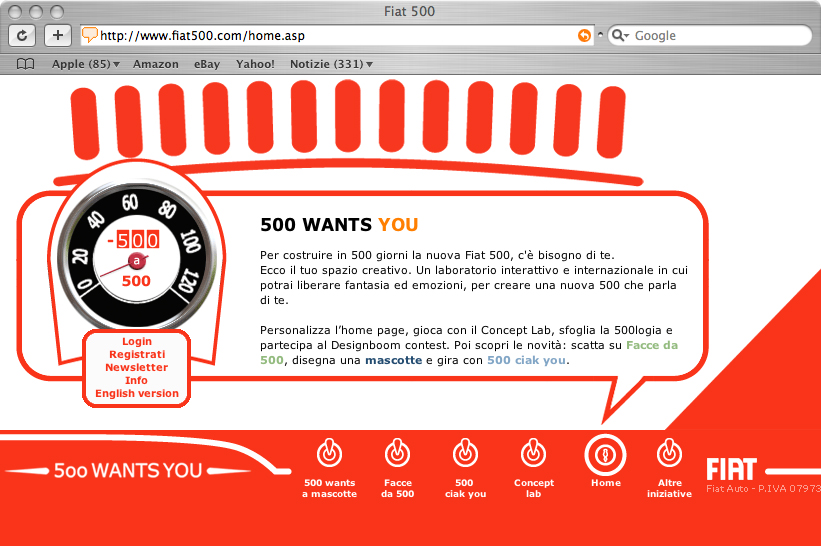 Fiat 500
http://www.fiat500.com/home.asp
Google
Apple (85)
Amazon
eBay
Yahoo!
Notizie (331)
0 20 40 60 80 100 120
-500
a
500
Login
Registrati
Newsletter
Info
English version
500 WANTS YOU
Per costruire in 500 giorni la nuova Fiat 500, c'è bisogno di te.
Ecco il tuo spazio creativo. Un laboratorio interattivo e internazionale in cui
potrai liberare fantasia ed emozioni, per creare una nuova 500 che parla
di te.
Personalizza l'home page, gioca con il Concept Lab, sfoglia la 500logia e
partecipa al Designboom contest. Poi scopri le novità: scatta su Facce da
500, disegna una mascotte e gira con 500 ciak you.
5oo WANTS YOU
500 wants
a mascotte
Facce
da 500
500
ciak you
Concept
lab
Home
Altre
iniziative
FIAT
Fiat Auto - P.IVA 07973